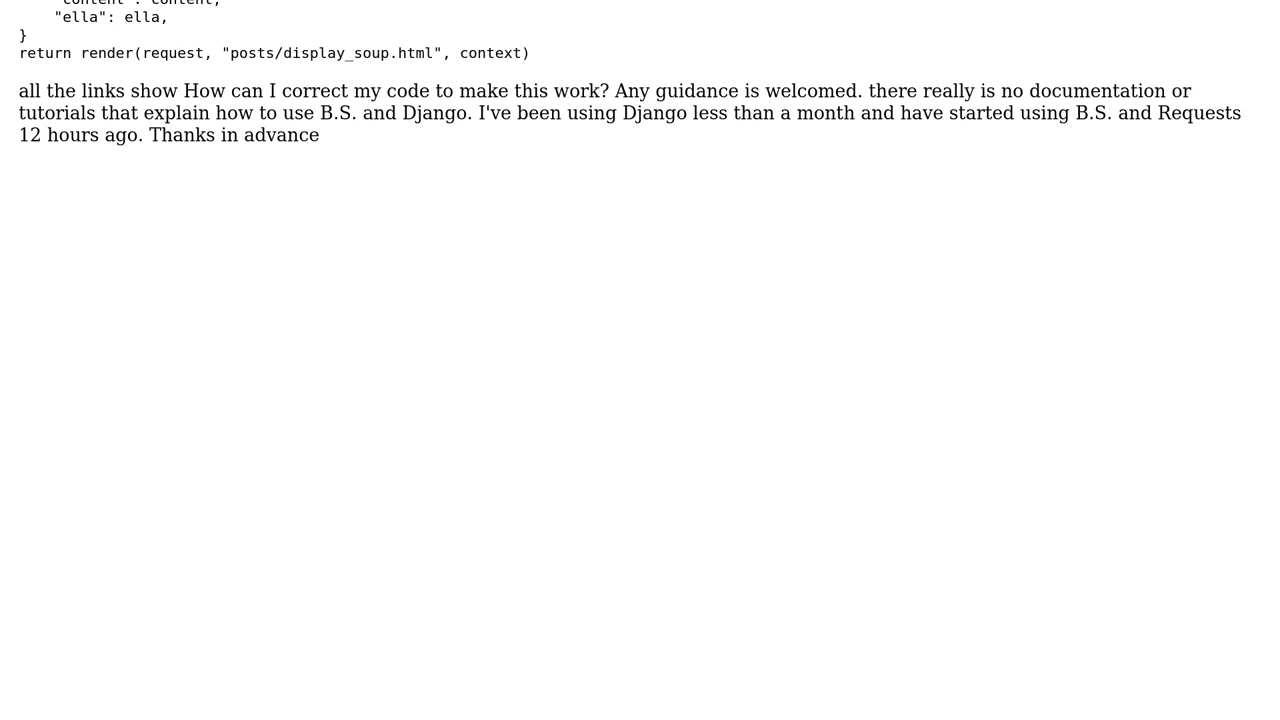 "content": content,
"ella": ella,
}
return render(request, "posts/display_soup.html", context)
all the links show How can I correct my code to make this work? Any guidance is welcomed. there really is no documentation or
tutorials that explain how to use B.S. and Django. I've been using Django less than a month and have started using B.S. and Requests
12 hours ago. Thanks in advance